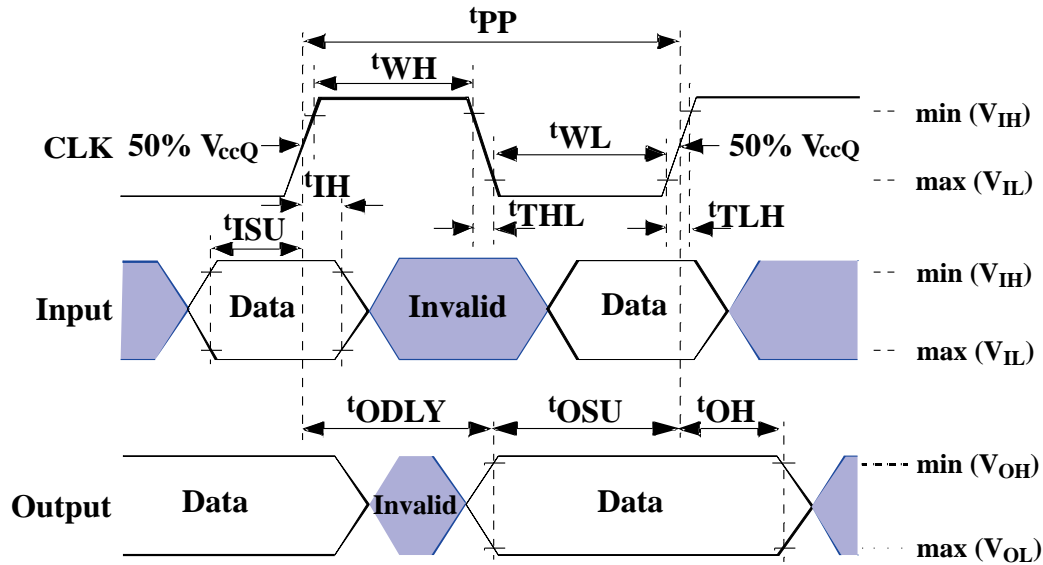 tPP
tWH
min (VIH)
CLK 50% VccQ
tWL
50% VccQ
max (VIL)
tIH
tTHL
tTLH
tISU
min (VIH)
Input
Data
Invalid
Data
max (VIL)
tODLY
tOSU
tOH
min (VOH)
Output
Data
Invalid
Data
max (VOL)